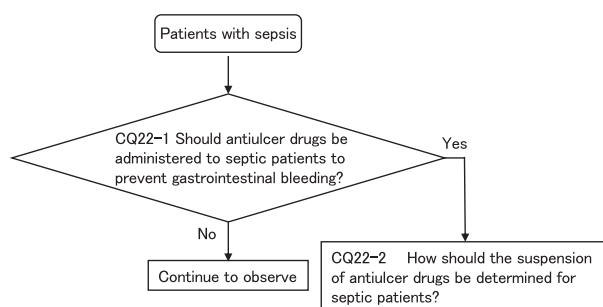 Patients with sepsis
CQ22-1 Should antiulcer drugs be
administered to septic patients to
prevent gastrointestinal bleeding?
Yes
No
Continue to observe
CQ22-2 How should the suspension
of antiulcer drugs be determined for
septic patients?